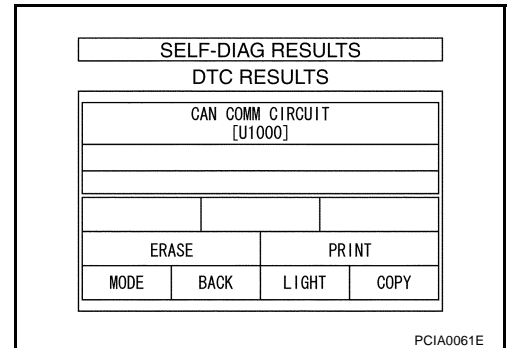 SELF-DIAG RESULTS
DTC RESULTS
CAN COMM CIRCUIT
[U1000]
ERASE PRINT
MODE BACK LIGHT COPY
PCIA0061E